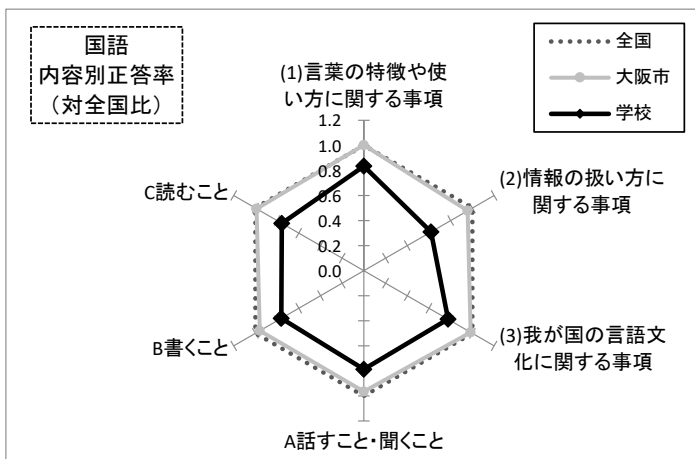 国語
内容別正答率
（対全国比）
全国
大阪市
学校
(1)言葉の特徴や使
い方に関する事項
1.2
1.0
0.8
0.6
0.4
0.2
0.0
(2)情報の扱い方に
関する事項
(3)我が国の言語文
化に関する事項
A話すこと・聞くこと
B書くこと
C読むこと